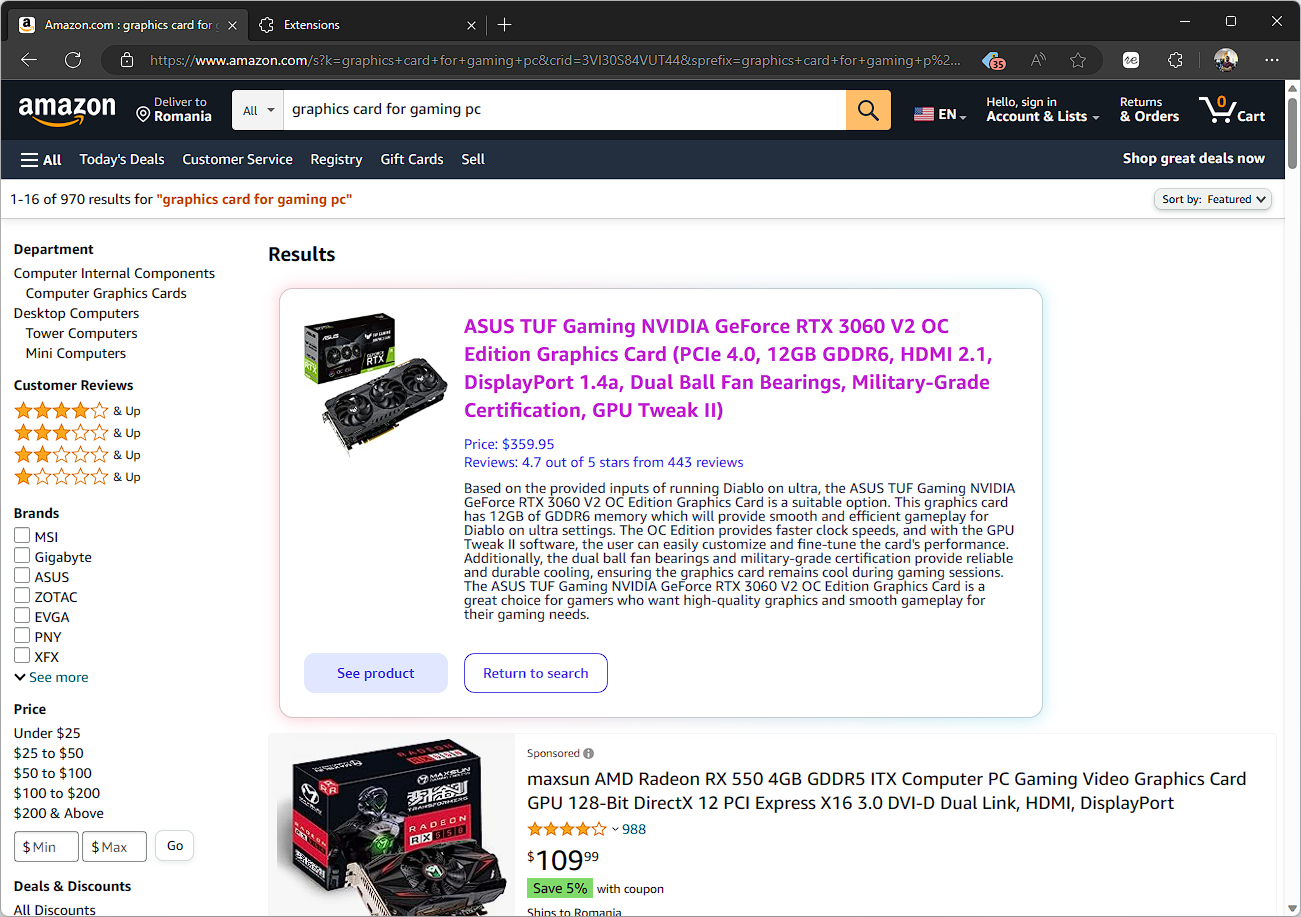 Amazon.com : graphics card for g
Extensions
https://www.amazon.com/s?k=graphics+card+for+gaming+pc&crid=3VI30S84VUT44&sprefix=graphics+card+for+gaming+p%2...
35
amazon
Deliver to
Romania
All
graphics card for gaming pc
EN
Hello, sign in
Account & Lists
Returns
& Orders
0
Cart
All
Today's Deals
Customer Service
Registry
Gift Cards
Sell
Shop great deals now
1-16 of 970 results for "graphics card for gaming pc"
Sort by: Featured
Department
Computer Internal Components
Computer Graphics Cards
Desktop Computers
Tower Computers
Mini Computers
Customer Reviews
& Up
& Up
& Up
& Up
Brands
MSI
Gigabyte
ASUS
ZOTAC
EVGA
PNY
XFX
See more
Price
Under $25
$25 to $50
$50 to $100
$100 to $200
$200 & Above
$ Min
$ Max
Go
Deals & Discounts
All Discounts
Results
ASUS TUF Gaming NVIDIA GeForce RTX 3060 V2 OC
Edition Graphics Card (PCIe 4.0, 12GB GDDR6, HDMI 2.1,
DisplayPort 1.4a, Dual Ball Fan Bearings, Military-Grade
Certification, GPU Tweak II)
Price: $359.95
Reviews: 4.7 out of 5 stars from 443 reviews
Based on the provided inputs of running Diablo on ultra, the ASUS TUF Gaming NVIDIA
GeForce RTX 3060 V2 OC Edition Graphics Card is a suitable option. This graphics card
has 12GB of GDDR6 memory which will provide smooth and efficient gameplay for
Diablo on ultra settings. The OC Edition provides faster clock speeds, and with the GPU
Tweak II software, the user can easily customize and fine-tune the card's performance.
Additionally, the dual ball fan bearings and military-grade certification provide reliable
and durable cooling, ensuring the graphics card remains cool during gaming sessions.
The ASUS TUF Gaming NVIDIA GeForce RTX 3060 V2 OC Edition Graphics Card is a
great choice for gamers who want high-quality graphics and smooth gameplay for
their gaming needs.
See product
Return to search
RADEON
MAXSUN
TRANSFORMERS
RADEON
RX 550
Sponsored
maxsun AMD Radeon RX 550 4GB GDDR5 ITX Computer PC Gaming Video Graphics Card
GPU 128-Bit DirectX 12 PCI Express X16 3.0 DVI-D Dual Link, HDMI, DisplayPort
988
$109.99
Save 5% with coupon
Ships to Romania